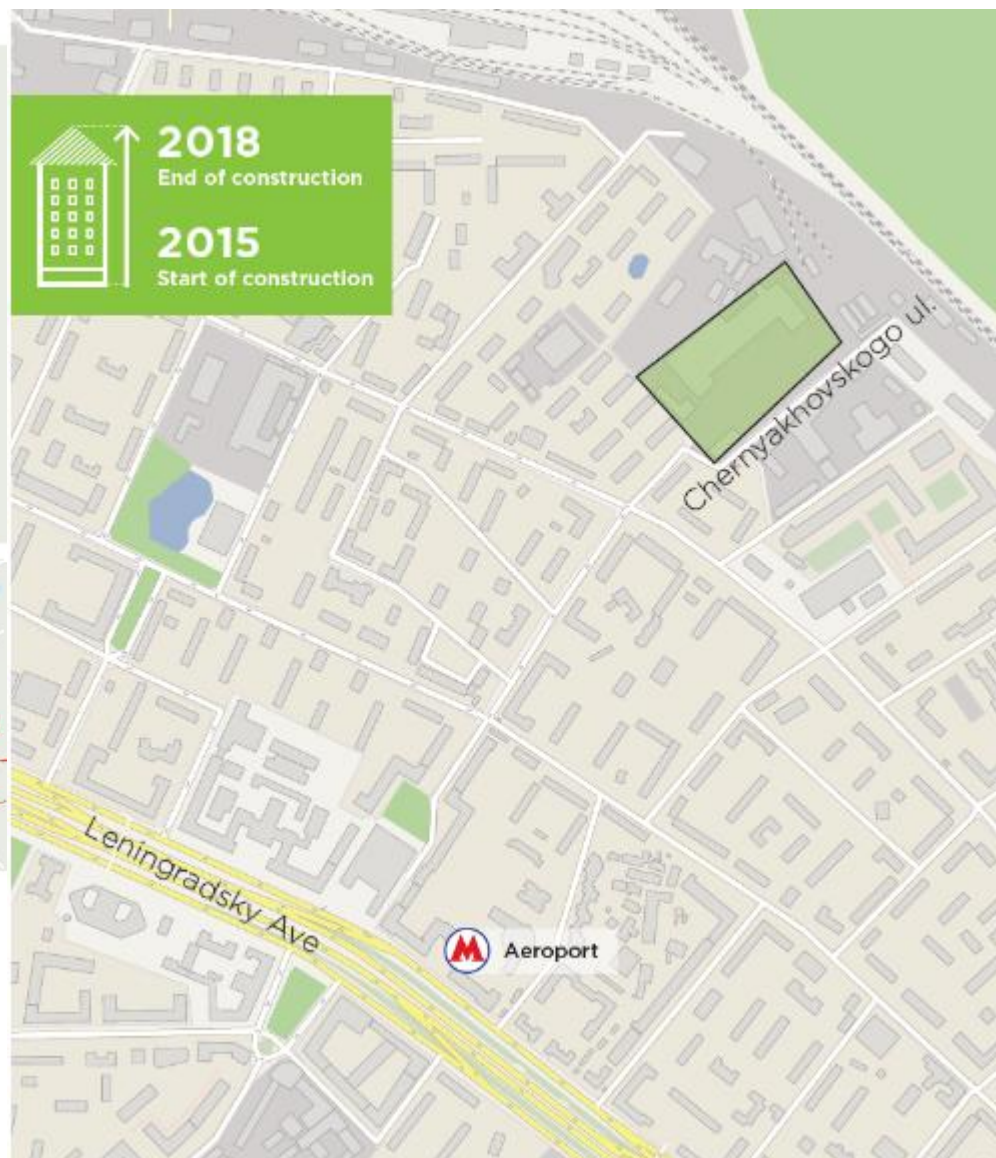 2018
End of construction
2015
Start of construction
Chernyakhovskogo ul.
Leningradsky Ave
M Aeroport